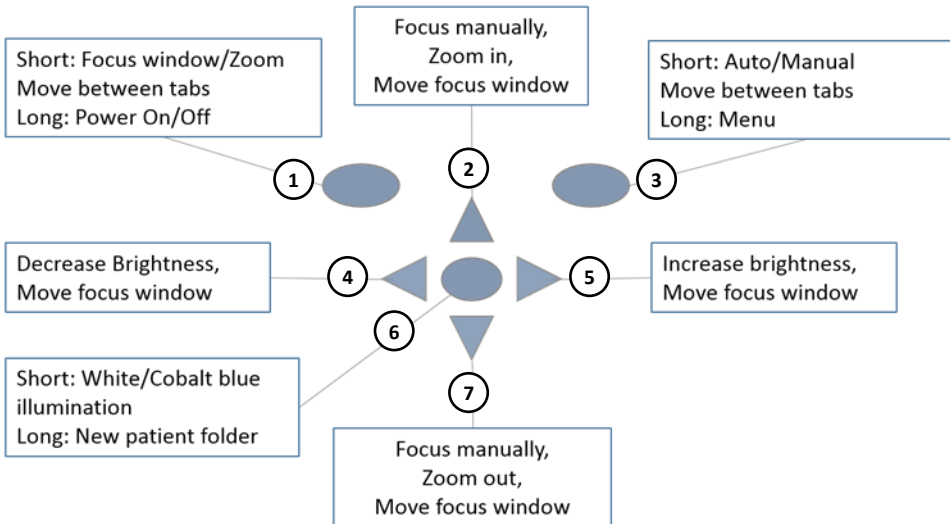 Focus manually,
Zoom in,
Move focus window
Short: Focus window/Zoom
Move between tabs
Long: Power On/Off
Short: Auto/Manual
Move between tabs
Long: Menu
1
2
3
Decrease Brightness,
Move focus window
4
5
Increase brightness,
Move focus window
6
Short: White/Cobalt blue
illumination
Long: New patient folder
7
Focus manually,
Zoom out,
Move focus window